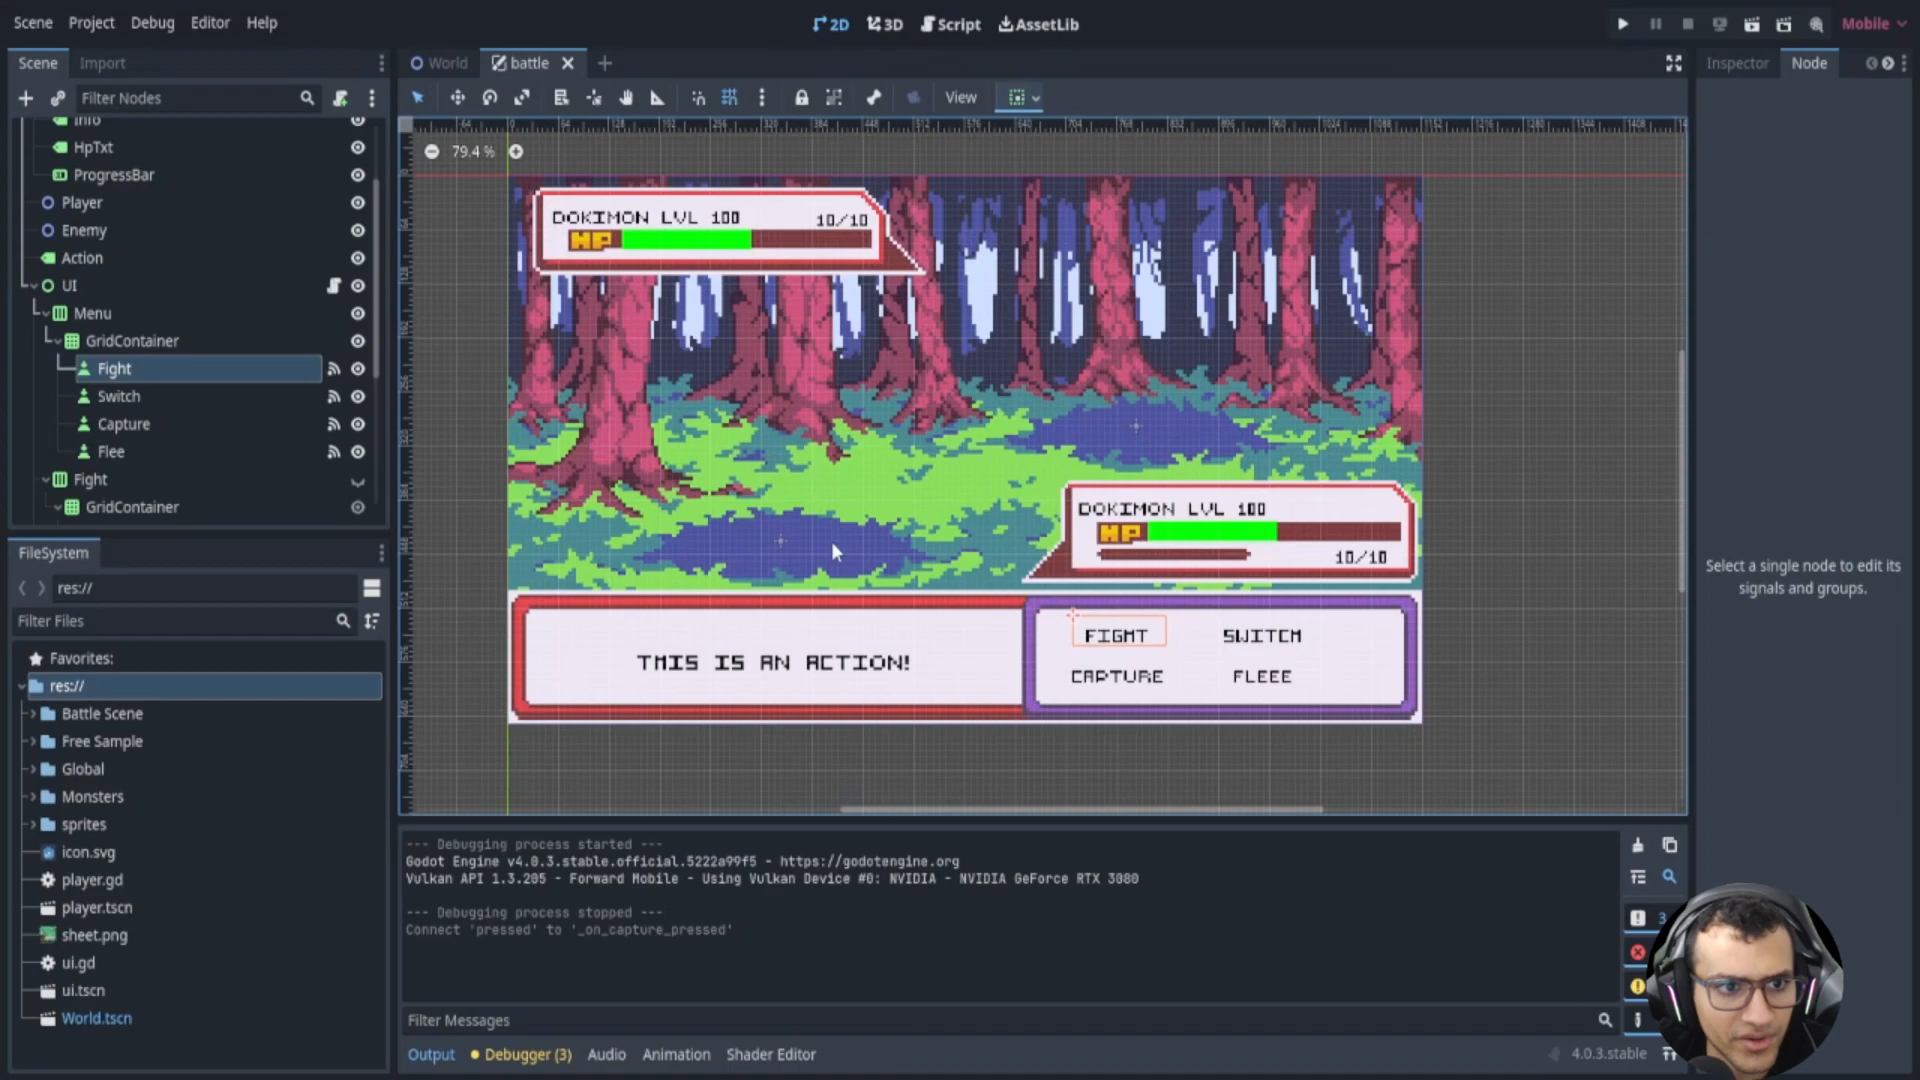 Scene Project Debug Editor Help
2D 3D Script AssetLib
Mobile
Scene Import
World battle
Inspector Node
Filter Nodes
View
Info
HpTxt
ProgressBar
Player
Enemy
Action
UI
Menu
GridContainer
Fight
Switch
Capture
Flee
Fight
GridContainer
79.4 %
DOKIMON LVL 100
10/10
HP
DOKIMON LVL 100
HP
10/10
THIS IS AN ACTION!
FIGHT SWITCH
CAPTURE FLEEE
Select a single node to edit its
signals and groups.
FileSystem
res://
Filter Files
Favorites:
res://
Battle Scene
Free Sample
Global
Monsters
sprites
icon.svg
player.gd
player.tscn
sheet.png
ui.gd
ui.tscn
World.tscn
--- Debugging process started ---
Godot Engine v4.0.3.stable.official.5222a99f5 - https://godotengine.org
Vulkan API 1.3.205 - Forward Mobile - Using Vulkan Device #0: NVIDIA - NVIDIA GeForce RTX 3080
--- Debugging process stopped ---
Connect 'pressed' to '_on_capture_pressed'
3
Filter Messages
Output Debugger (3) Audio Animation Shader Editor
4.0.3.stable